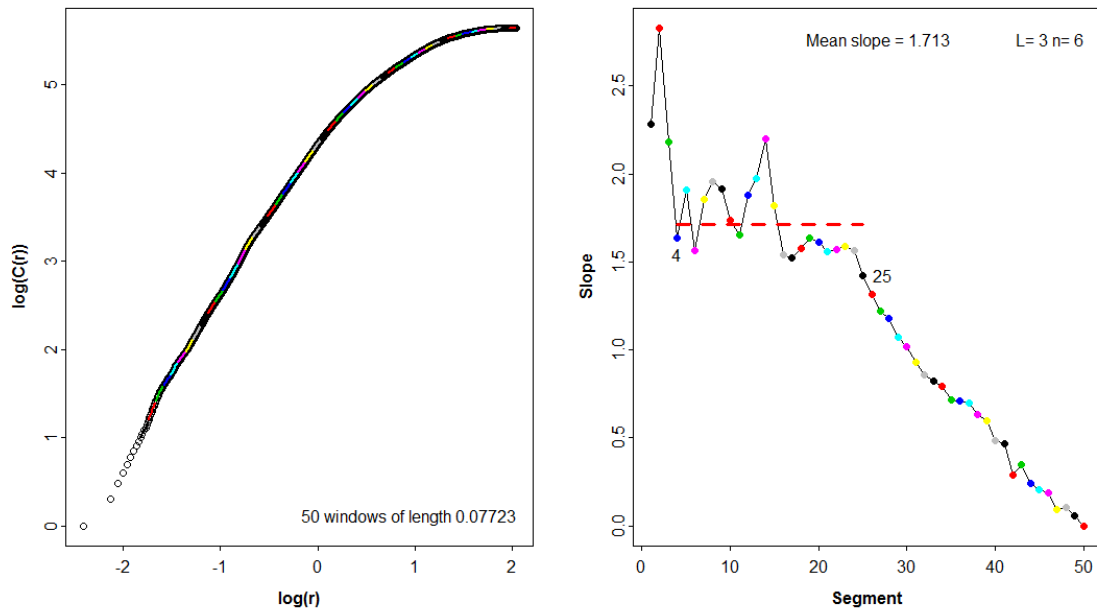 5
4
3
2
1
0
log(C(r))
50 windows of length 0.07723
-2 -1 0 1 2
log(r)
Mean slope = 1.713 L= 3 n= 6
2.5
2.0
1.5
1.0
0.5
0.0
Slope
4
25
0 10 20 30 40 50
Segment